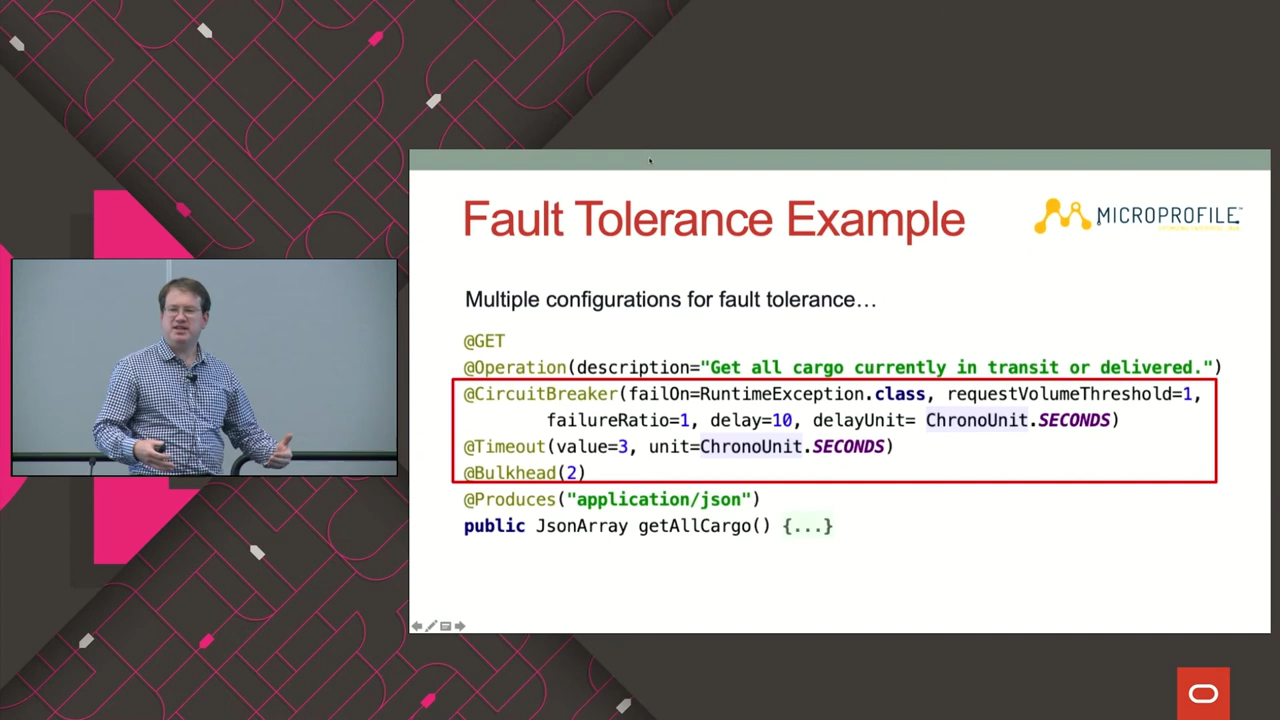 Fault Tolerance Example
MICROPROFILE™
Multiple configurations for fault tolerance…
@GET
@Operation(description="Get all cargo currently in transit or delivered.")
@CircuitBreaker(failOn=RuntimeException.class, requestVolumeThreshold=1,
failureRatio=1, delay=10, delayUnit= ChronoUnit.SECONDS)
@Timeout(value=3, unit=ChronoUnit.SECONDS)
@Bulkhead(2)
@Produces("application/json")
public JsonArray getAllCargo() {...}